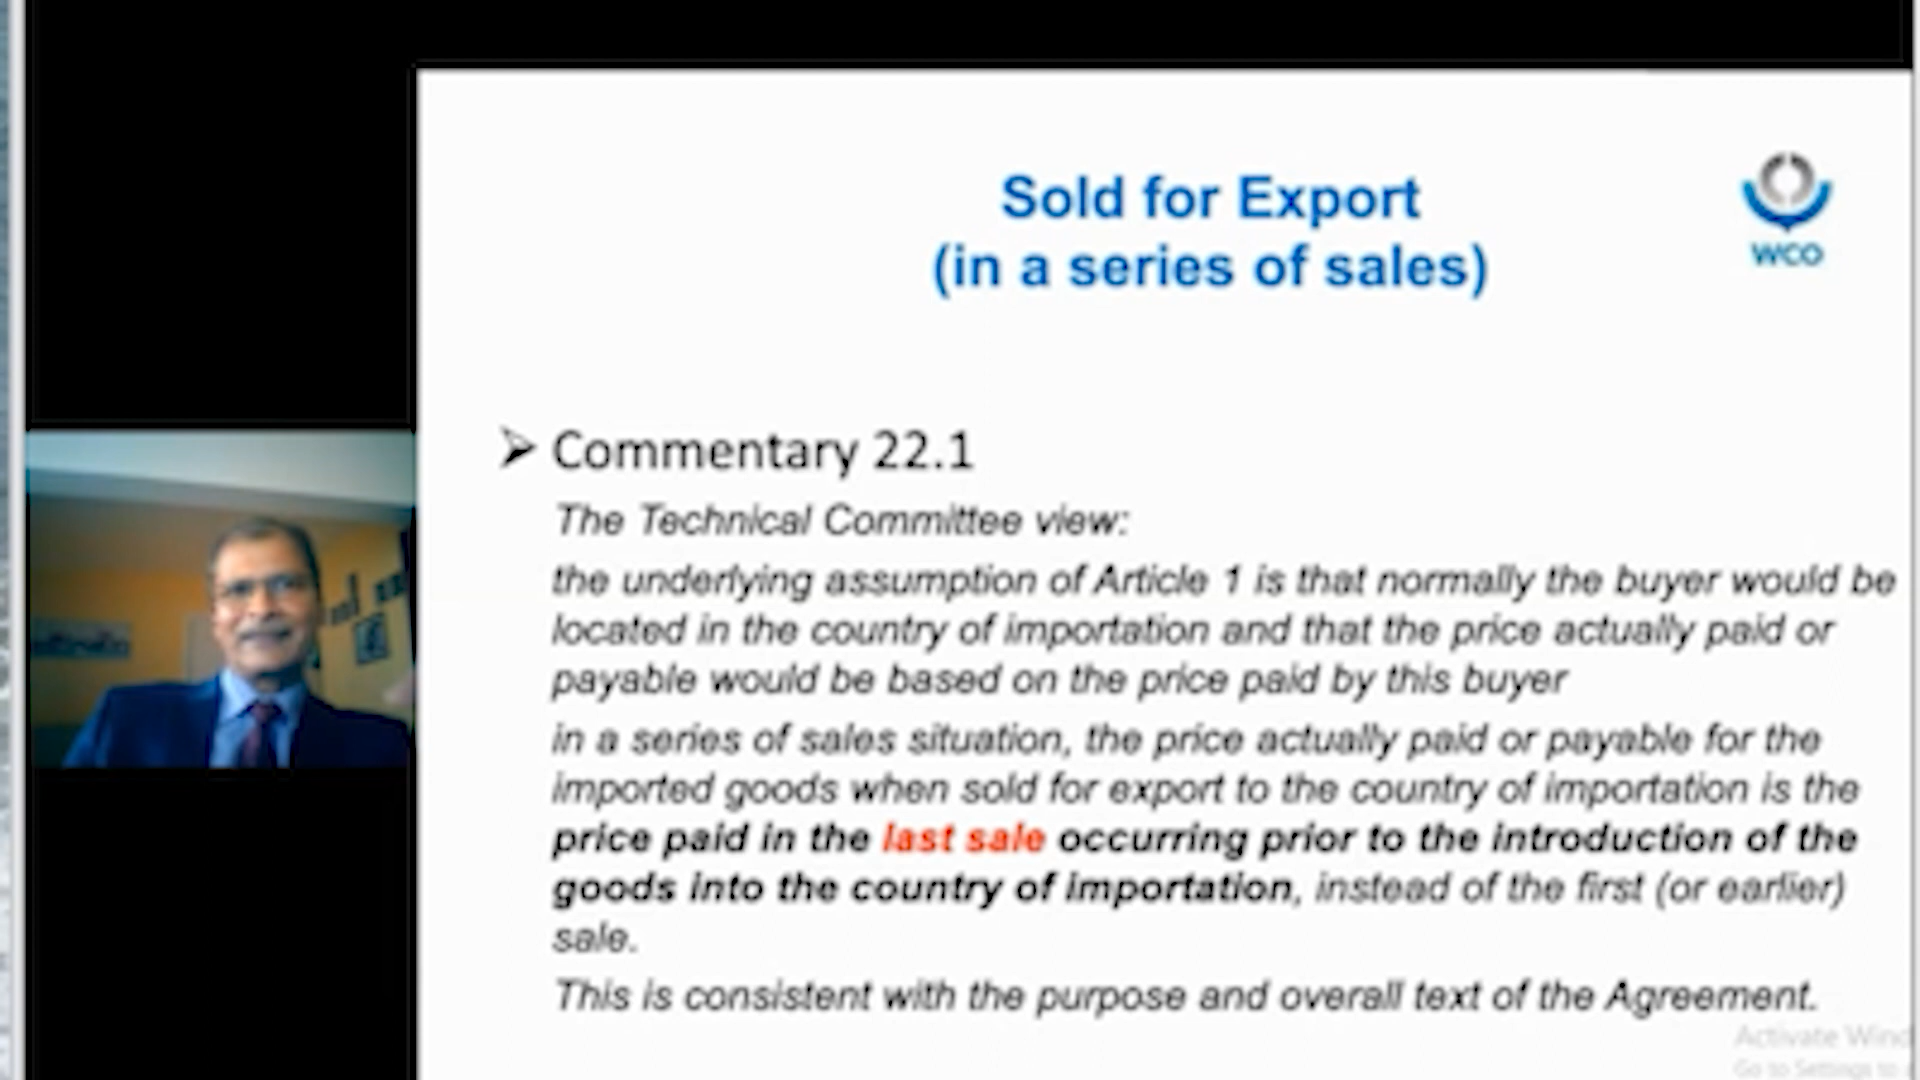 Sold for Export
(in a series of sales)
WCO
Commentary 22.1
The Technical Committee view:
the underlying assumption of Article 1 is that normally the buyer would be
located in the country of importation and that the price actually paid or
payable would be based on the price paid by this buyer
in a series of sales situation, the price actually paid or payable for the
imported goods when sold for export to the country of importation is the
price paid in the last sale occurring prior to the introduction of the
goods into the country of importation, instead of the first (or earlier)
sale.
This is consistent with the purpose and overall text of the Agreement.
Activate Wind
Go to Settings to